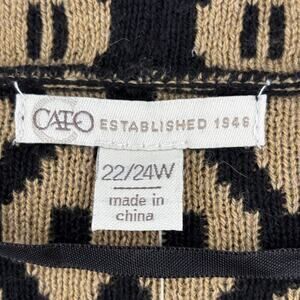 CATO ESTABLISHED 1946
22/24W
made in
china